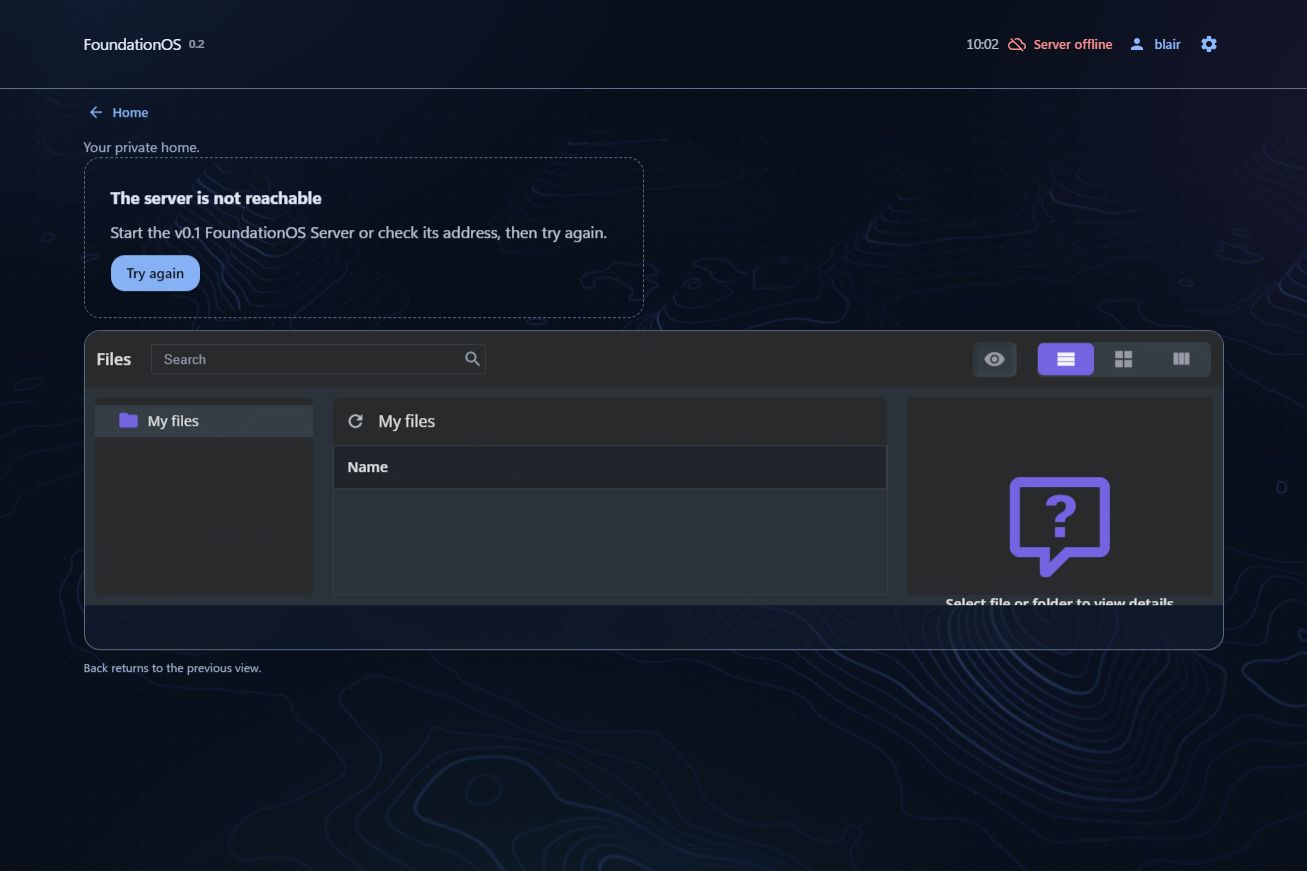 FoundationOS 0.2
10:02 Server offline blair
Home
Your private home.
The server is not reachable
Start the v0.1 FoundationOS Server or check its address, then try again.
Try again
Files Search
My files
My files
Name
?
Select file or folder to view details
Back returns to the previous view.